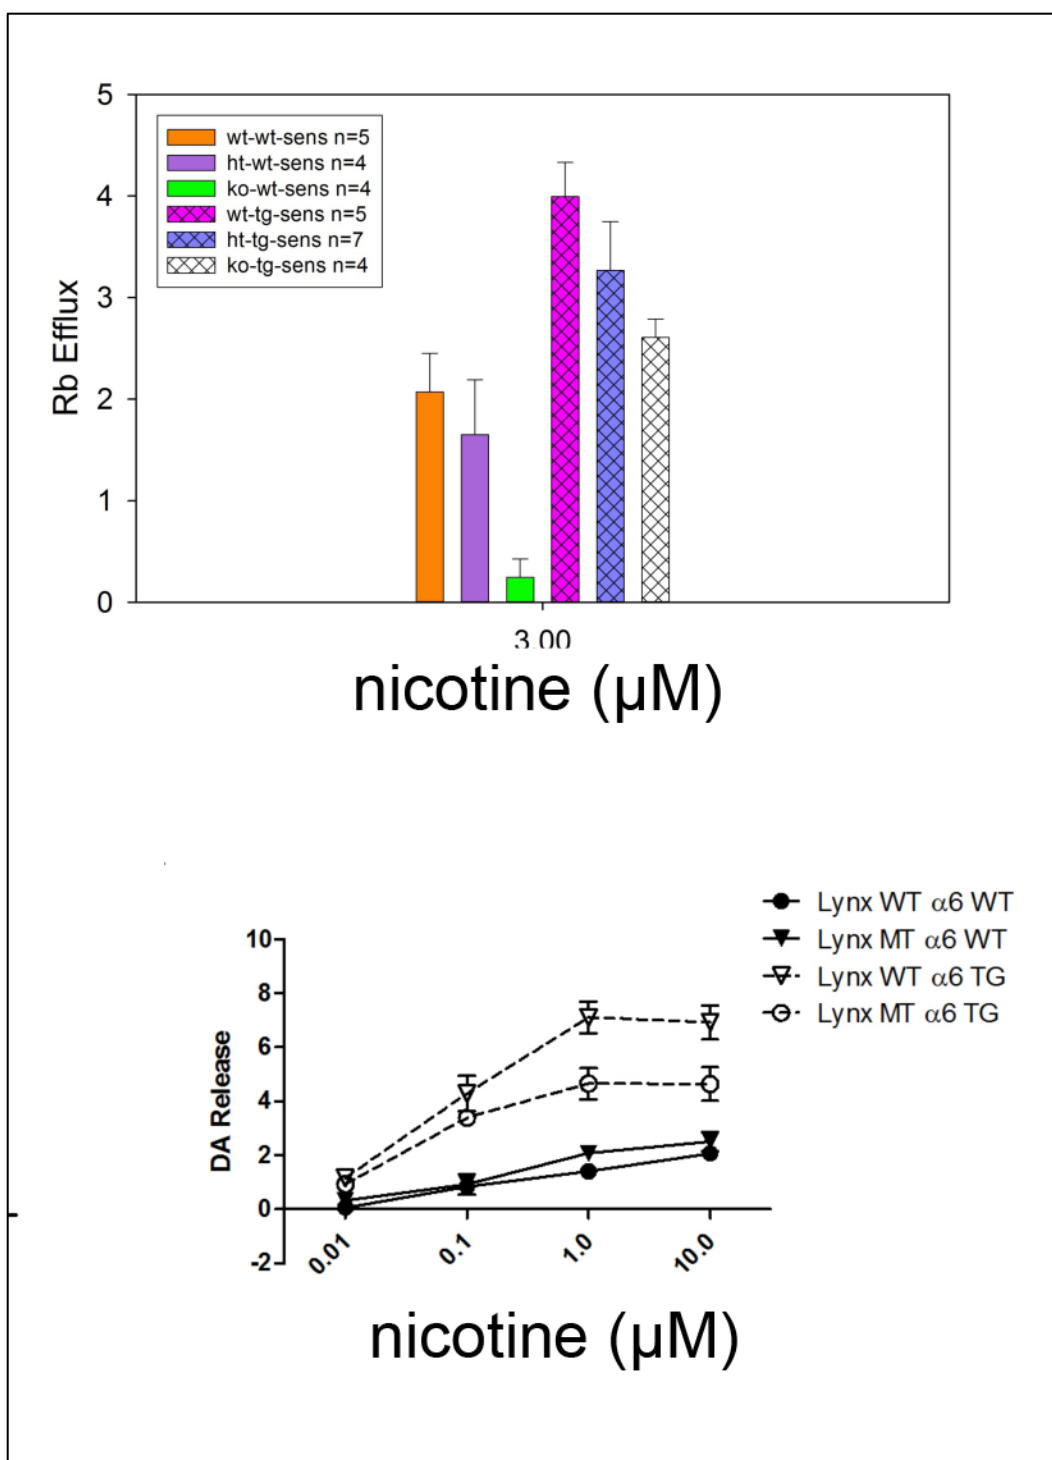 5
wt-wt-sens n=5
ht-wt-sens n=4
ko-wt-sens n=4
wt-tg-sens n=5
ht-tg-sens n=7
ko-tg-sens n=4
4
3
2
1
0
Rb Efflux
3.00
nicotine (μM)
Lynx WT α6 WT
Lynx MT α6 WT
Lynx WT α6 TG
Lynx MT α6 TG
10
8
6
4
2
0
-2
DA Release
0.01
0.1
1.0
10.0
nicotine (μM)